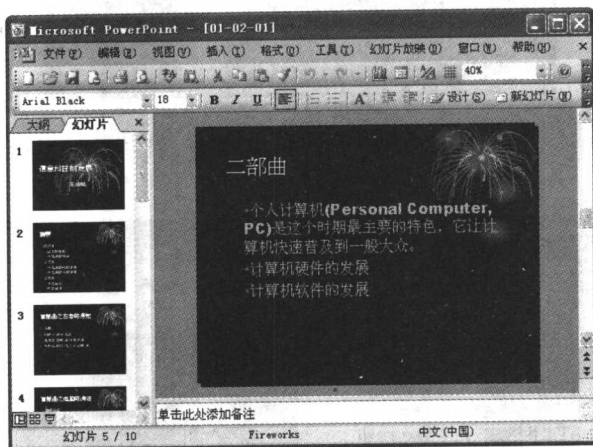 Microsoft PowerPoint - [01-02-01]
文件(F) 编辑(E) 视图(V) 插入(I) 格式(O) 工具(T) 幻灯片放映(D) 窗口(W) 帮助(H)
40%
Arial Black 18 B I U A 设计(S) 新幻灯片(N)
大纲 幻灯片
1
2
3
4
二部曲
个人计算机(Personal Computer,
PC)是这个时期最主要的特色，它让计
算机快速普及到一般大众。
计算机硬件的发展
计算机软件的发展
单击此处添加备注
幻灯片 5 / 10 Fireworks 中文(中国)